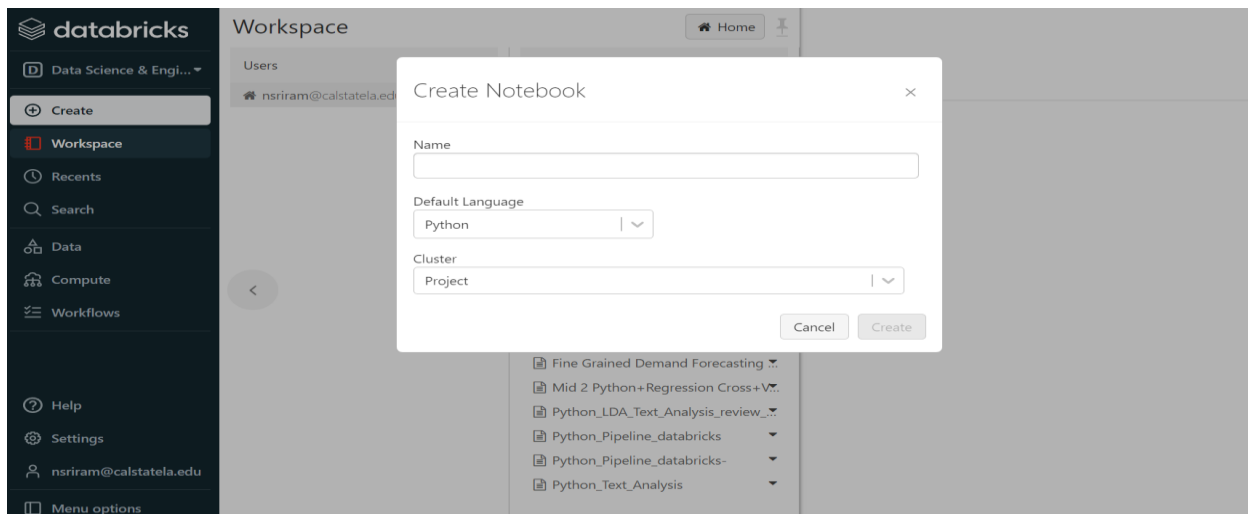 databricks
D Data Science & Engi...
Create
Workspace
Recents
Search
Data
Compute
Workflows
Help
Settings
nsriram@calstatela.edu
Menu options
Workspace
Home
Users
nsriram@calstatela.edu
Create Notebook
×
Name
Default Language
Python
Cluster
Project
Cancel
Create
Fine Grained Demand Forecasting ...
Mid 2 Python+Regression Cross+V...
Python_LDA_Text_Analysis_review_...
Python_Pipeline_databricks
Python_Pipeline_databricks-
Python_Text_Analysis